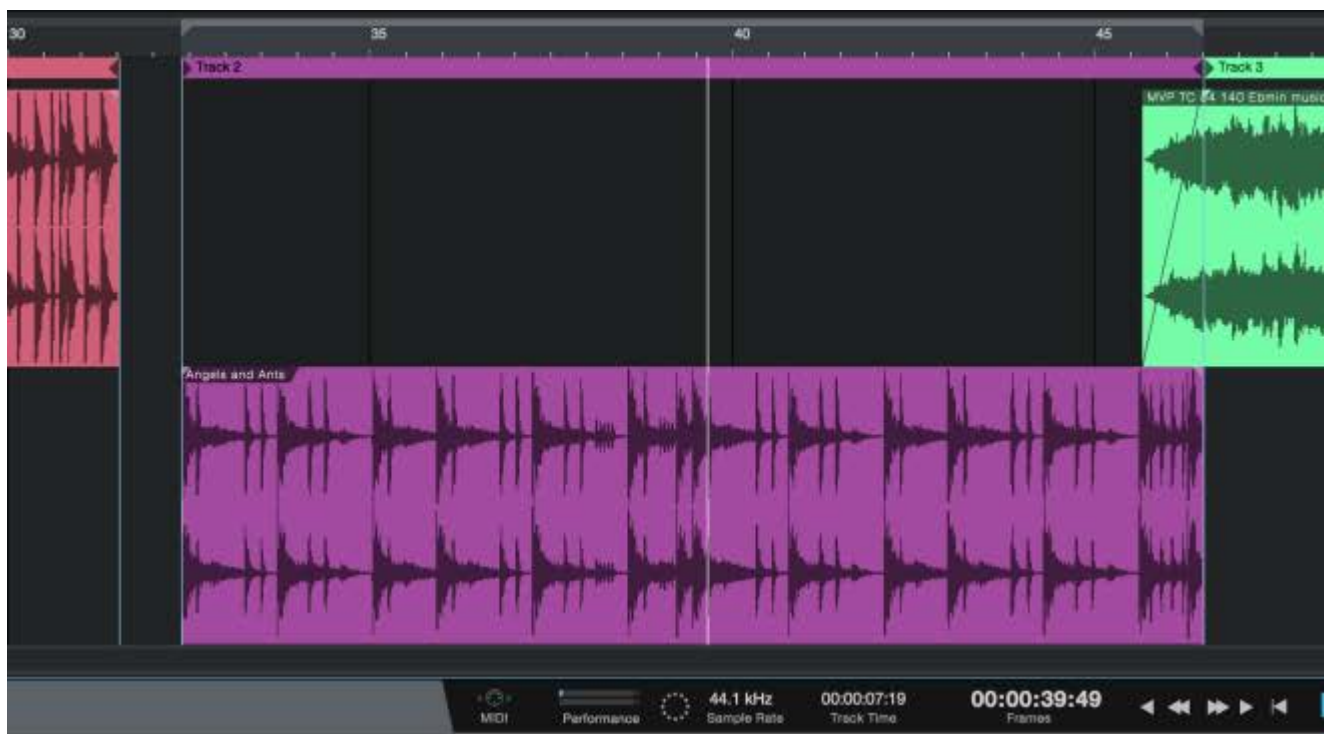 30 35 40 45
Track 2 Track 3
MVP TC 84 140 Ebmin music
Angels and Ants
44.1 kHz 00:00:07:19 00:00:39:49
MIDI Performance Sample Rate Track Time Frames